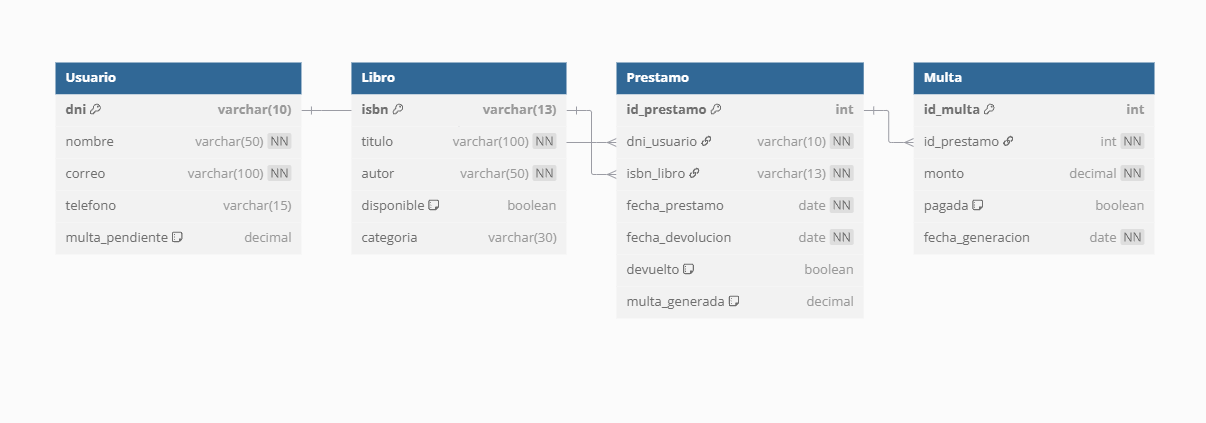 Usuario
dni varchar(10)
nombre varchar(50) NN
correo varchar(100) NN
telefono varchar(15)
multa_pendiente decimal
Libro
isbn varchar(13)
titulo varchar(100) NN
autor varchar(50) NN
disponible boolean
categoria varchar(30)
Prestamo
id_prestamo int
dni_usuario varchar(10) NN
isbn_libro varchar(13) NN
fecha_prestamo date NN
fecha_devolucion date NN
devuelto boolean
multa_generada decimal
Multa
id_multa int
id_prestamo int NN
monto decimal NN
pagada boolean
fecha_generacion date NN